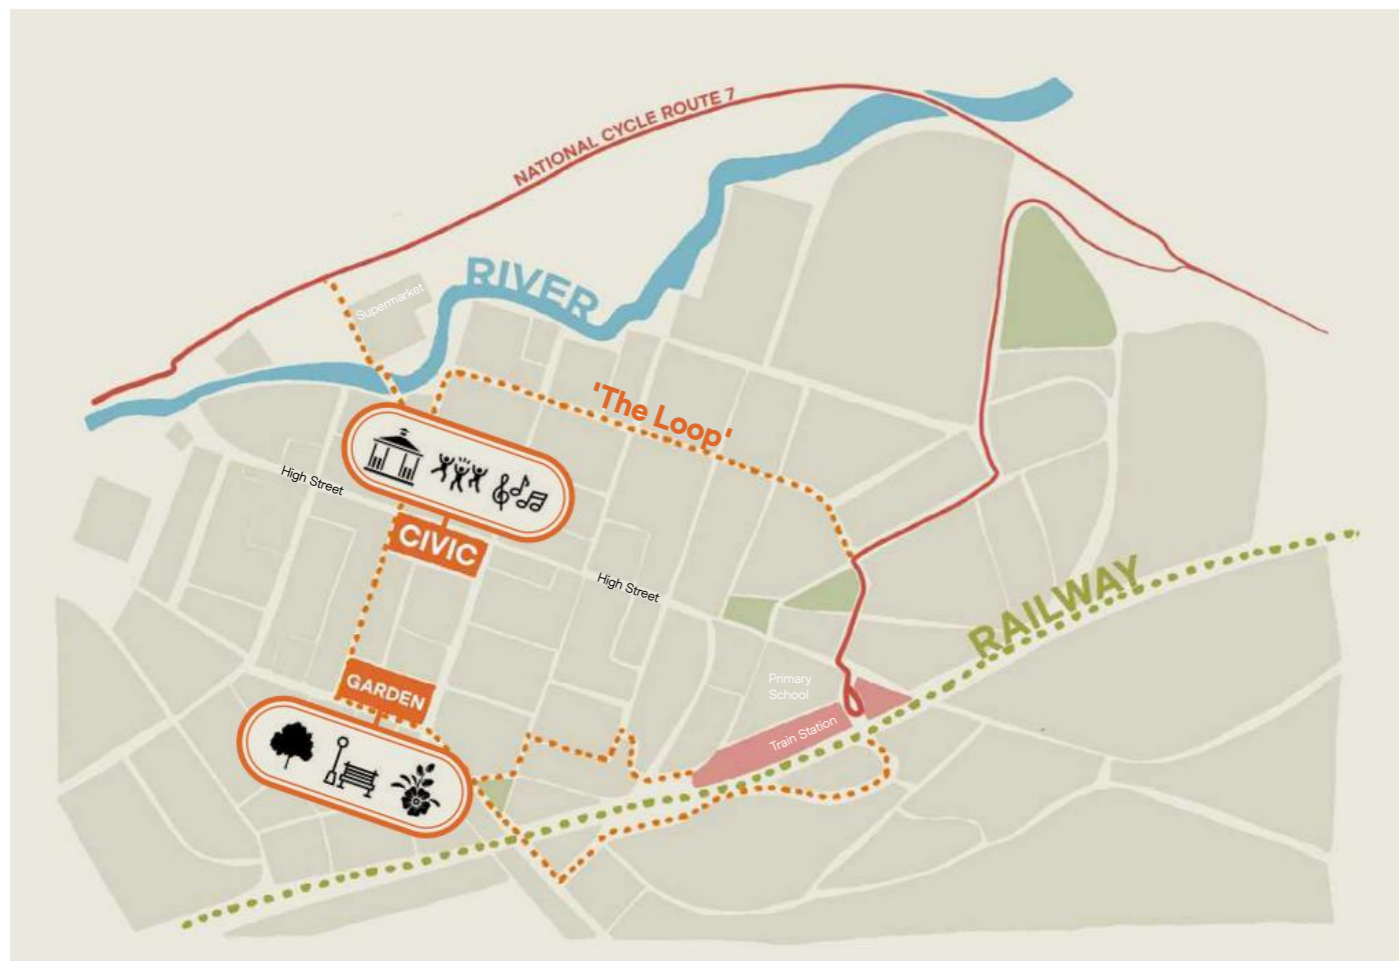 NATIONAL CYCLE ROUTE 7
RIVER
Supermarket
'The Loop'
High Street
CIVIC
High Street
RAILWAY
GARDEN
Primary
School
Train Station